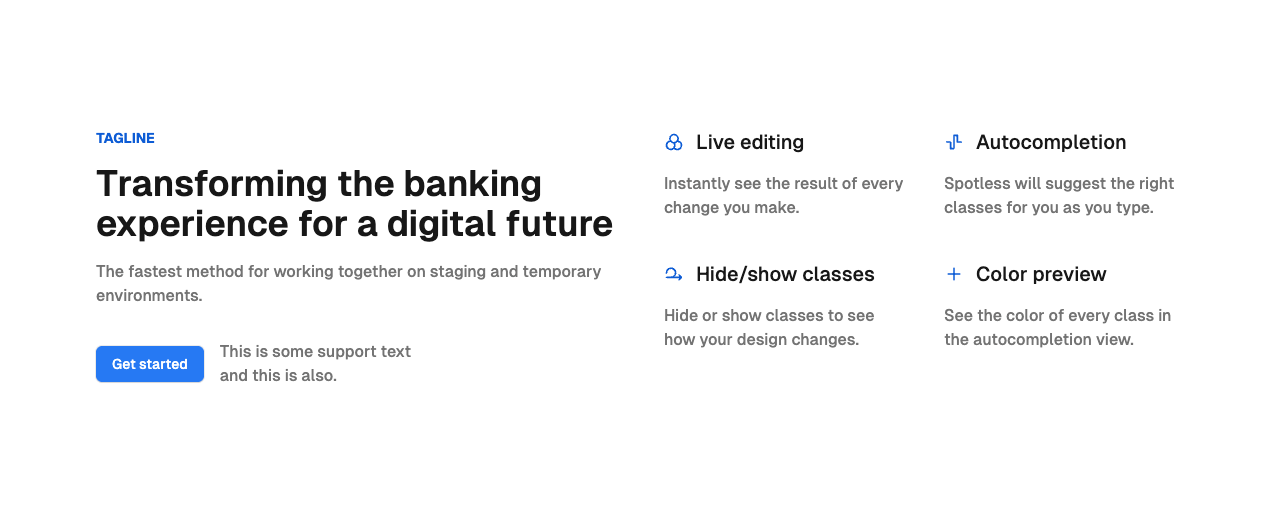 TAGLINE
Transforming the banking
experience for a digital future
The fastest method for working together on staging and temporary
environments.
Get started
This is some support text
and this is also.
Live editing
Instantly see the result of every
change you make.
Autocompletion
Spotless will suggest the right
classes for you as you type.
Hide/show classes
Hide or show classes to see
how your design changes.
Color preview
See the color of every class in
the autocompletion view.